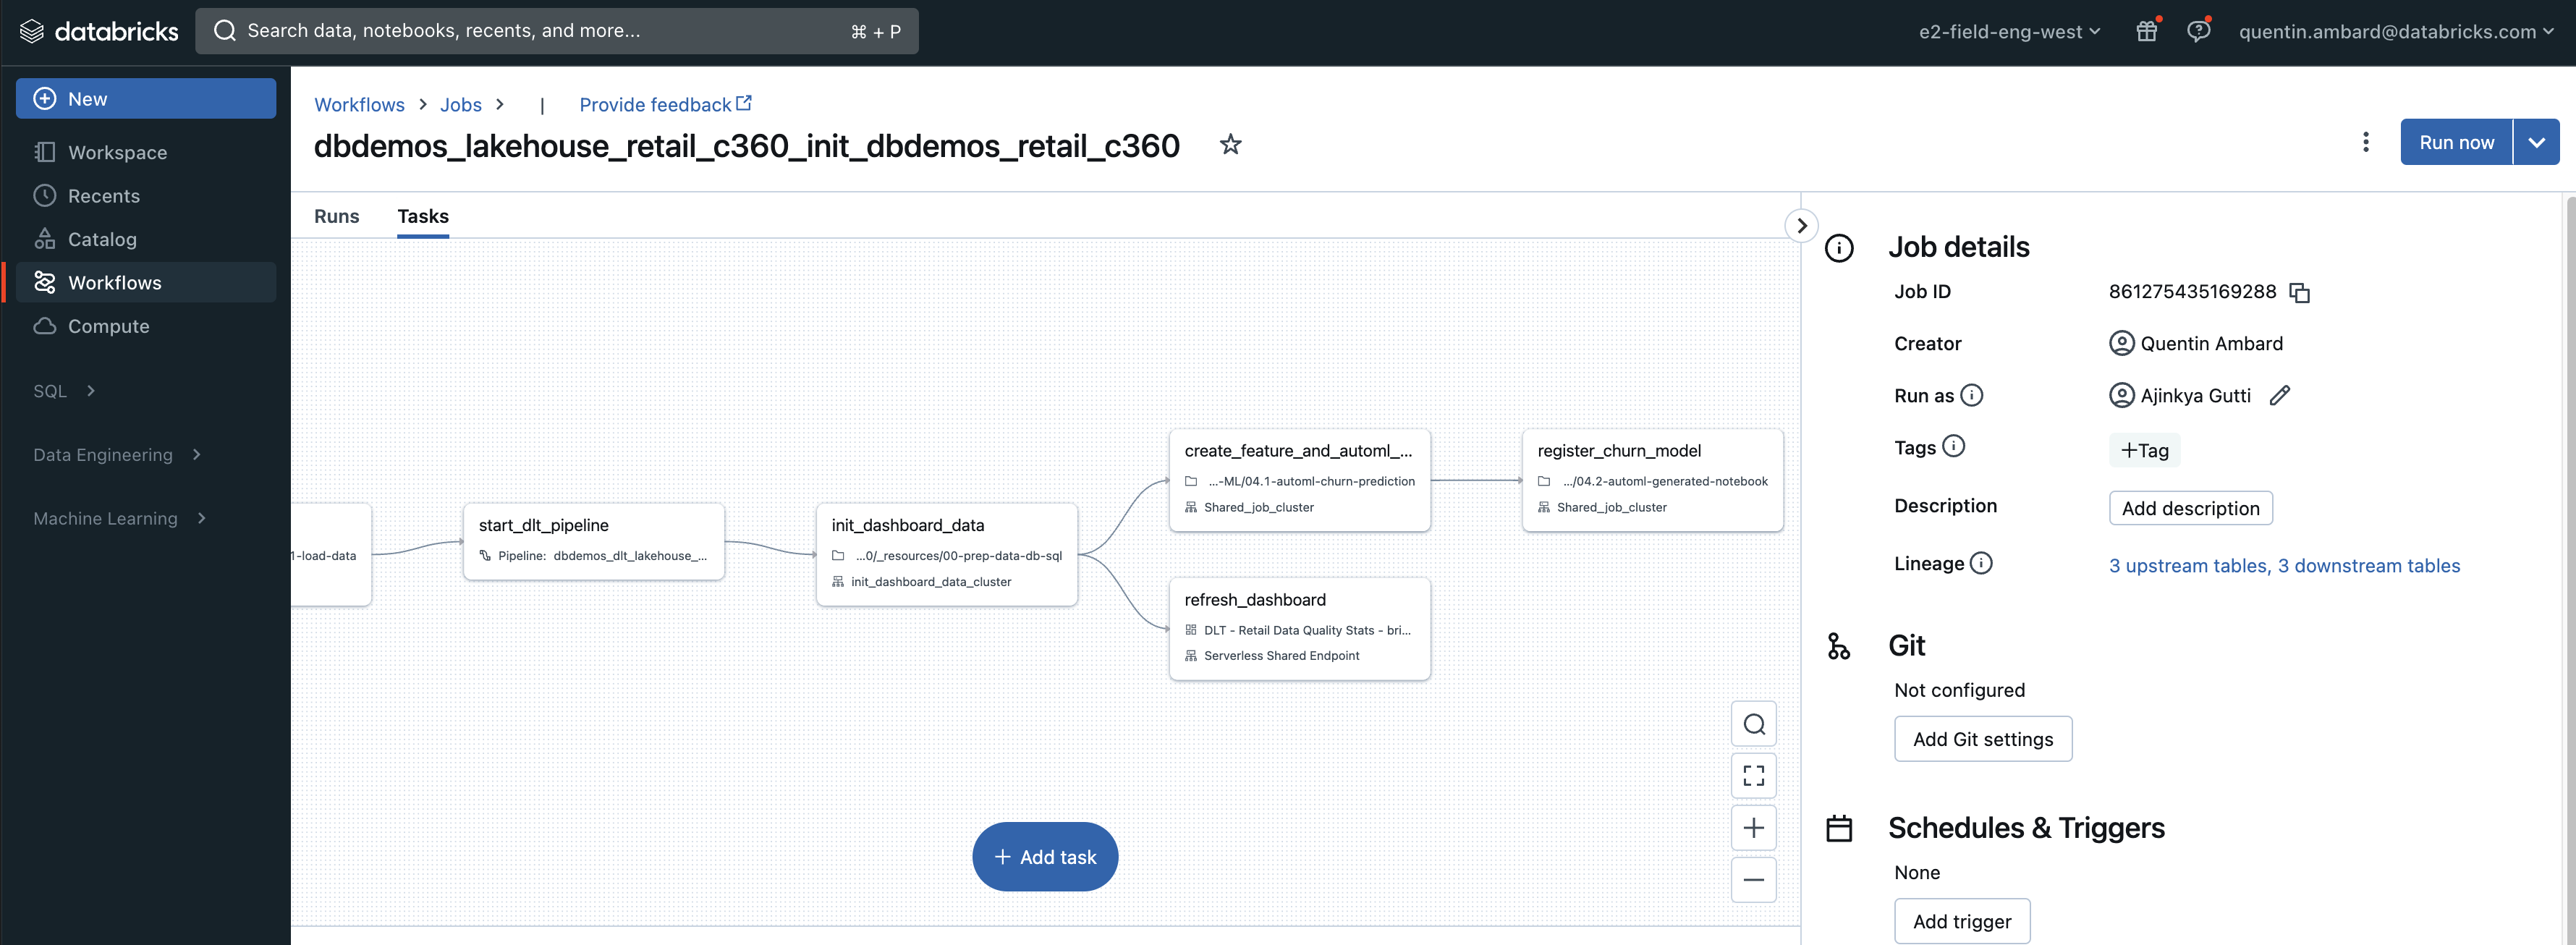 databricks
Search data, notebooks, recents, and more...
⌘ + P
e2-field-eng-west
quentin.ambard@databricks.com
New
Workspace
Recents
Catalog
Workflows
Compute
SQL
Data Engineering
Machine Learning
Workflows > Jobs > | Provide feedback
dbdemos_lakehouse_retail_c360_init_dbdemos_retail_c360
Run now
Runs
Tasks
1-load-data
start_dlt_pipeline
Pipeline: dbdemos_dlt_lakehouse_...
init_dashboard_data
...0/_resources/00-prep-data-db-sql
init_dashboard_data_cluster
create_feature_and_automl_...
...-ML/04.1-automl-churn-prediction
Shared_job_cluster
register_churn_model
.../04.2-automl-generated-notebook
Shared_job_cluster
refresh_dashboard
DLT - Retail Data Quality Stats - bri...
Serverless Shared Endpoint
+ Add task
Job details
Job ID
861275435169288
Creator
Quentin Ambard
Run as
Ajinkya Gutti
Tags
+Tag
Description
Add description
Lineage
3 upstream tables, 3 downstream tables
Git
Not configured
Add Git settings
Schedules & Triggers
None
Add trigger